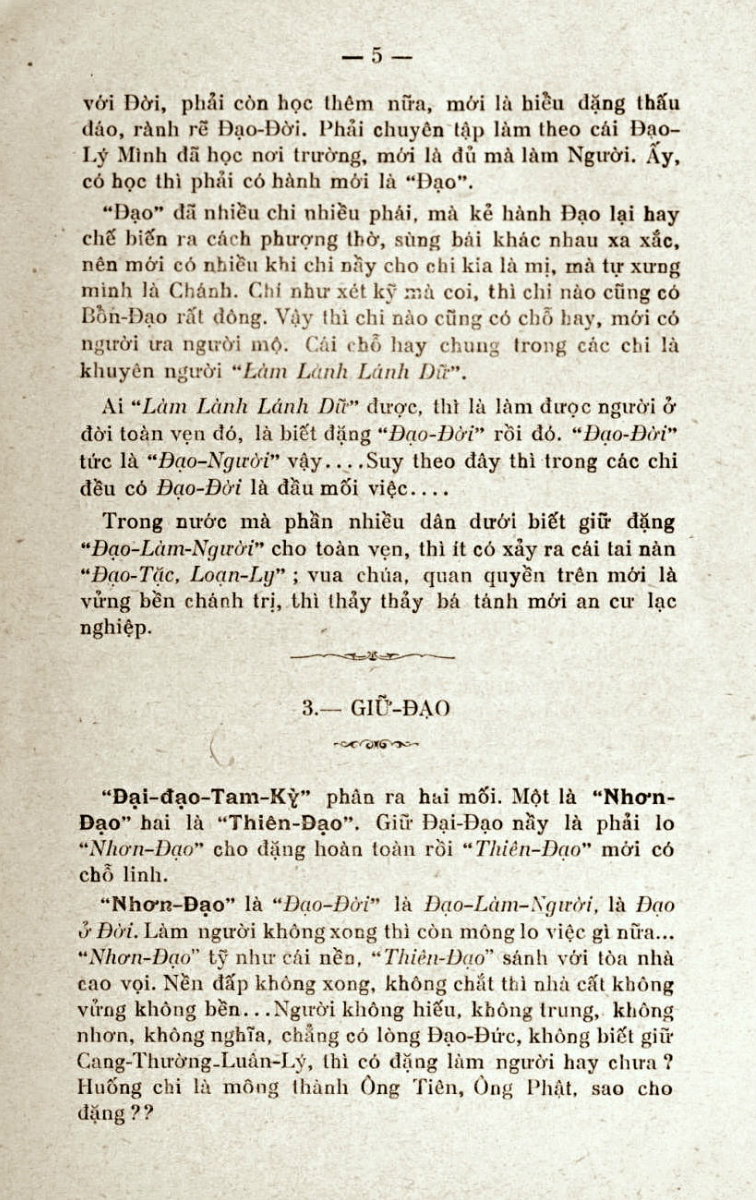 — 5 —
với Đời, phải còn học thêm nữa, mới là hiểu đặng thấu
đáo, rành rẽ Đạo-Đời. Phải chuyên tập làm theo cái Đạo-
Lý Mình đã học nơi trường, mới là đủ mà làm Người. Ấy,
có học thì phải có hành mới là “Đạo”.
“Đạo” đã nhiều chi nhiều phái, mà kẻ hành Đạo lại hay
chế biến ra cách phượng thờ, sùng bái khác nhau xa xắc,
nên mới có nhiều khi chi nầy cho chi kia là mị, mà tự xưng
mình là Chánh. Chí như xét kỹ mà coi, thì chi nào cũng có
Bổn-Đạo rất đông. Vậy thì chi nào cũng có chỗ hay, mới có
người ưa người mộ. Cái chỗ hay chung trong các chi là
khuyên người “Làm Lành Lánh Dữ”.
Ai “Làm Lành Lánh Dữ” được, thì là làm được người ở
đời toàn vẹn đó, là biết đặng “Đạo-Đời” rồi đó. “Đạo-Đời”
tức là “Đạo-Người” vậy....Suy theo đây thì trong các chi
đều có Đạo-Đời là đầu mối việc....
Trong nước mà phần nhiều dân dưới biết giữ đặng
“Đạo-Làm-Người” cho toàn vẹn, thì ít có xảy ra cái tai nàn
“Đạo-Tặc, Loạn-Ly” ; vua chúa, quan quyền trên mới là
vửng bền chánh trị, thì thảy thảy bá tánh mới an cư lạc
nghiệp.
3.— GIỮ-ĐẠO
“Đại-đạo-Tam-Kỳ” phân ra hai mối. Một là “Nhơn-
Đạo” hai là “Thiên-Đạo”. Giữ Đại-Đạo nầy là phải lo
“Nhơn-Đạo” cho đặng hoàn toàn rồi “Thiên-Đạo” mới có
chỗ linh.
“Nhơn-Đạo” là “Đạo-Đời” là Đạo-Làm-Người, là Đạo
ở Đời. Làm người không xong thì còn mông lo việc gì nữa...
“Nhơn-Đạo” tỹ như cái nền, “Thiên-Đạo” sánh với tòa nhà
cao vọi. Nền đấp không xong, không chắt thì nhà cất không
vửng không bền...Người không hiếu, không trung, không
nhơn, không nghĩa, chẳng có lòng Đạo-Đức, không biết giữ
Cang-Thường-Luân-Lý, thì có đặng làm người hay chưa ?
Huống chi là mông thành Ông Tiên, Ông Phật, sao cho
đặng ??